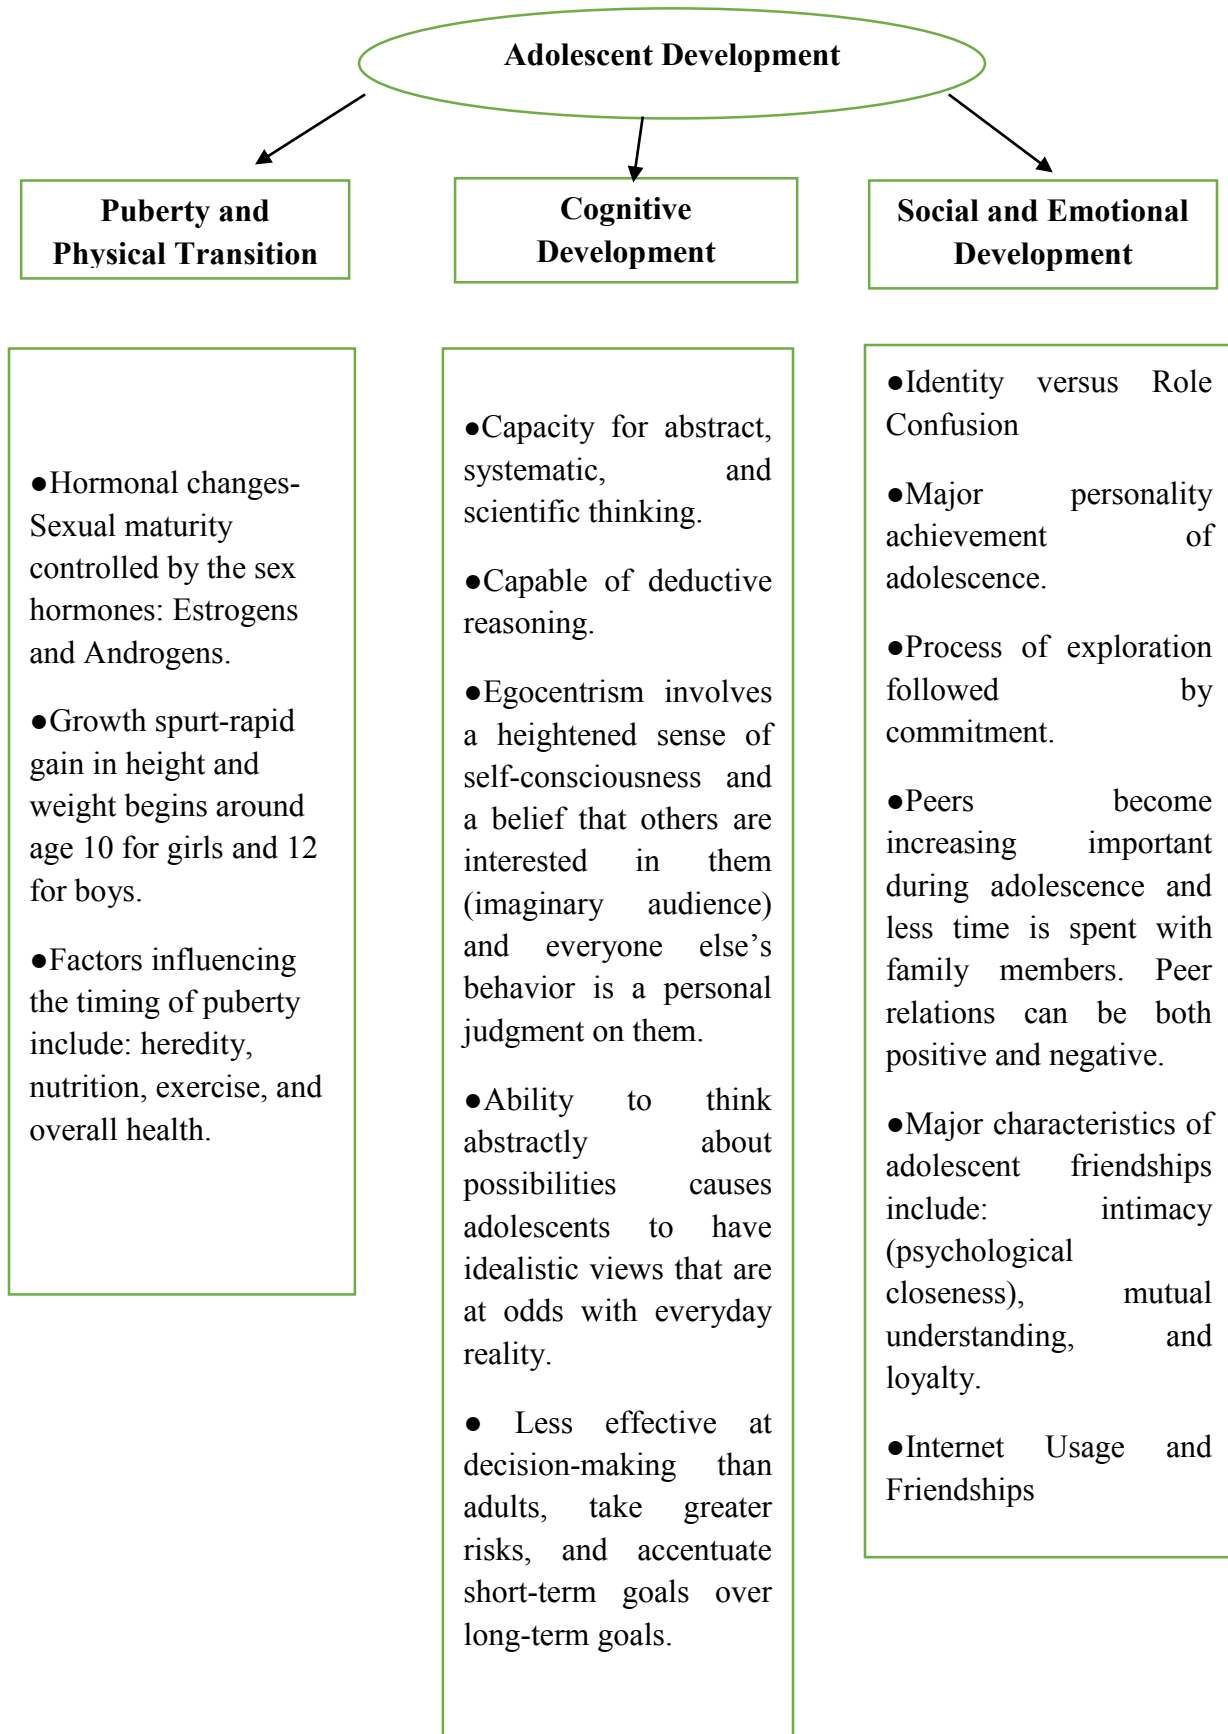 Adolescent Development
Puberty and
Physical Transition
Cognitive
Development
Social and Emotional
Development
●Hormonal changes-
Sexual maturity
controlled by the sex
hormones: Estrogens
and Androgens.
●Growth spurt-rapid
gain in height and
weight begins around
age 10 for girls and 12
for boys.
●Factors influencing
the timing of puberty
include: heredity,
nutrition, exercise, and
overall health.
●Capacity for abstract,
systematic, and
scientific thinking.
●Capable of deductive
reasoning.
●Egocentrism involves
a heightened sense of
self-consciousness and
a belief that others are
interested in them
(imaginary audience)
and everyone else’s
behavior is a personal
judgment on them.
●Ability to think
abstractly about
possibilities causes
adolescents to have
idealistic views that are
at odds with everyday
reality.
● Less effective at
decision-making than
adults, take greater
risks, and accentuate
short-term goals over
long-term goals.
●Identity versus Role
Confusion
●Major personality
achievement of
adolescence.
●Process of exploration
followed by
commitment.
●Peers become
increasing important
during adolescence and
less time is spent with
family members. Peer
relations can be both
positive and negative.
●Major characteristics of
adolescent friendships
include: intimacy
(psychological
closeness), mutual
understanding, and
loyalty.
●Internet Usage and
Friendships